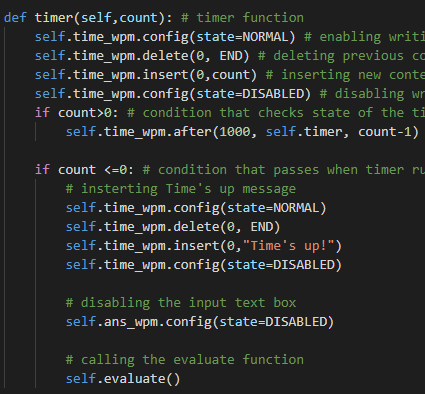 def timer(self,count): # timer function
self.time_wpm.config(state=NORMAL) # enabling writi
self.time_wpm.delete(0, END) # deleting previous co
self.time_wpm.insert(0,count) # inserting new conte
self.time_wpm.config(state=DISABLED) # disabling wr
if count>0: # condition that checks state of the ti
self.time_wpm.after(1000, self.timer, count-1)
if count <=0: # condition that passes when timer ru
# insterting Time's up message
self.time_wpm.config(state=NORMAL)
self.time_wpm.delete(0, END)
self.time_wpm.insert(0,"Time's up!")
self.time_wpm.config(state=DISABLED)
# disabling the input text box
self.ans_wpm.config(state=DISABLED)
# calling the evaluate function
self.evaluate()